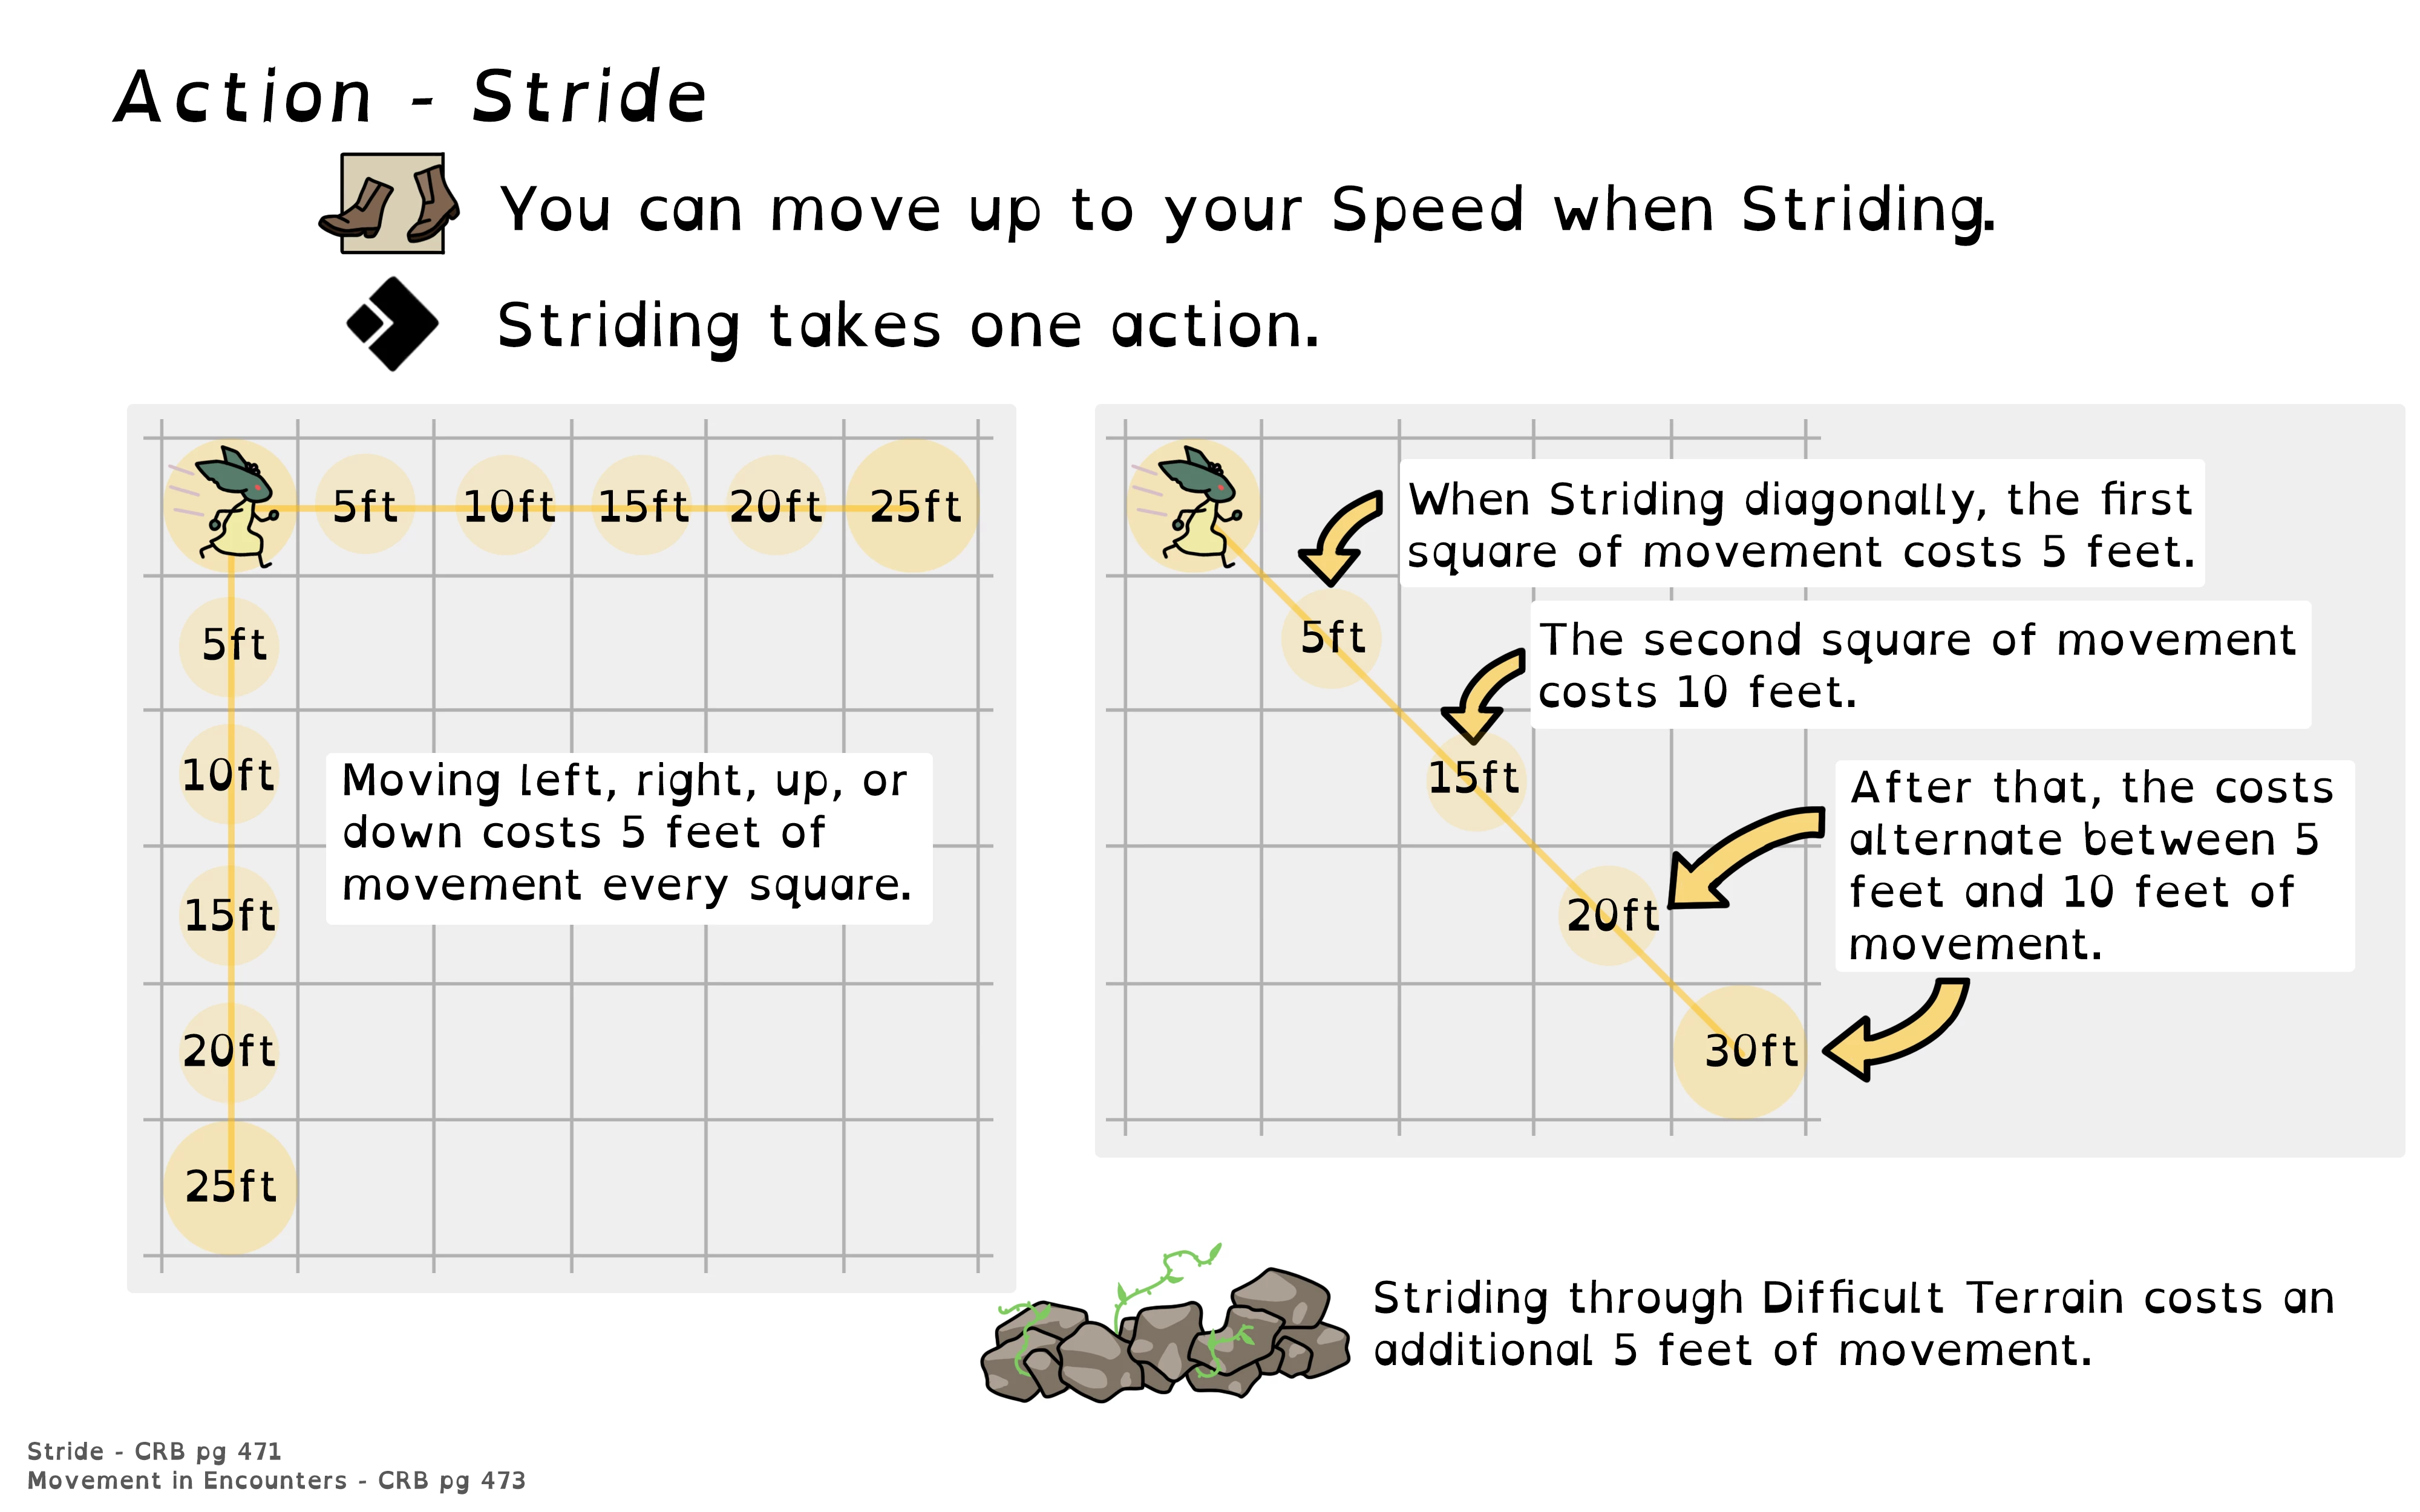 Action - Stride
You can move up to your Speed when Striding.
Striding takes one action.
5ft 10ft 15ft 20ft 25ft
5ft
10ft
15ft
20ft
25ft
Moving left, right, up, or
down costs 5 feet of
movement every square.
When Striding diagonally, the first
square of movement costs 5 feet.
5ft
The second square of movement
costs 10 feet.
15ft
After that, the costs
alternate between 5
feet and 10 feet of
movement.
20ft
30ft
Striding through Difficult Terrain costs an
additional 5 feet of movement.
Stride - CRB pg 471
Movement in Encounters - CRB pg 473